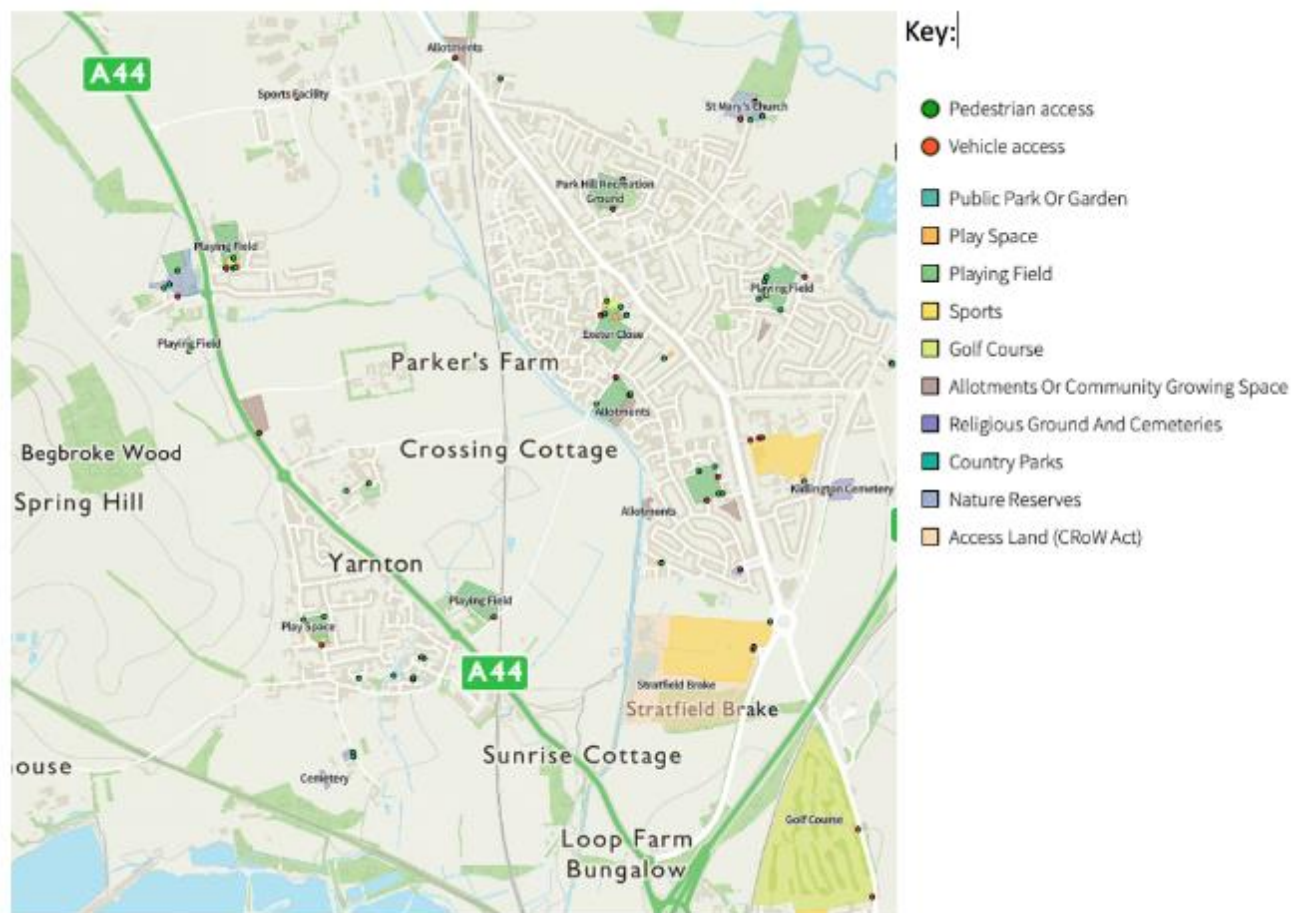 Key:
A44
Allotments
Sports Facility
St Mary's Church
Pedestrian access
Vehicle access
Park Hill Recreation
Ground
Public Park Or Garden
Play Space
Playing Field
Playing Field
Playing Field
Sports
Exeter Close
Playing Field
Golf Course
Parker's Farm
Allotments Or Community Growing Space
Allotments
Religious Ground And Cemeteries
Begbroke Wood
Crossing Cottage
Country Parks
Kidlington Cemetery
Spring Hill
Nature Reserves
Allotments
Access Land (CRoW Act)
Yarnton
Playing Field
Play Space
A44
Stratfield Brake
Stratfield Brake
Sunrise Cottage
ouse
Cemetery
Golf Course
Loop Farm
Bungalow